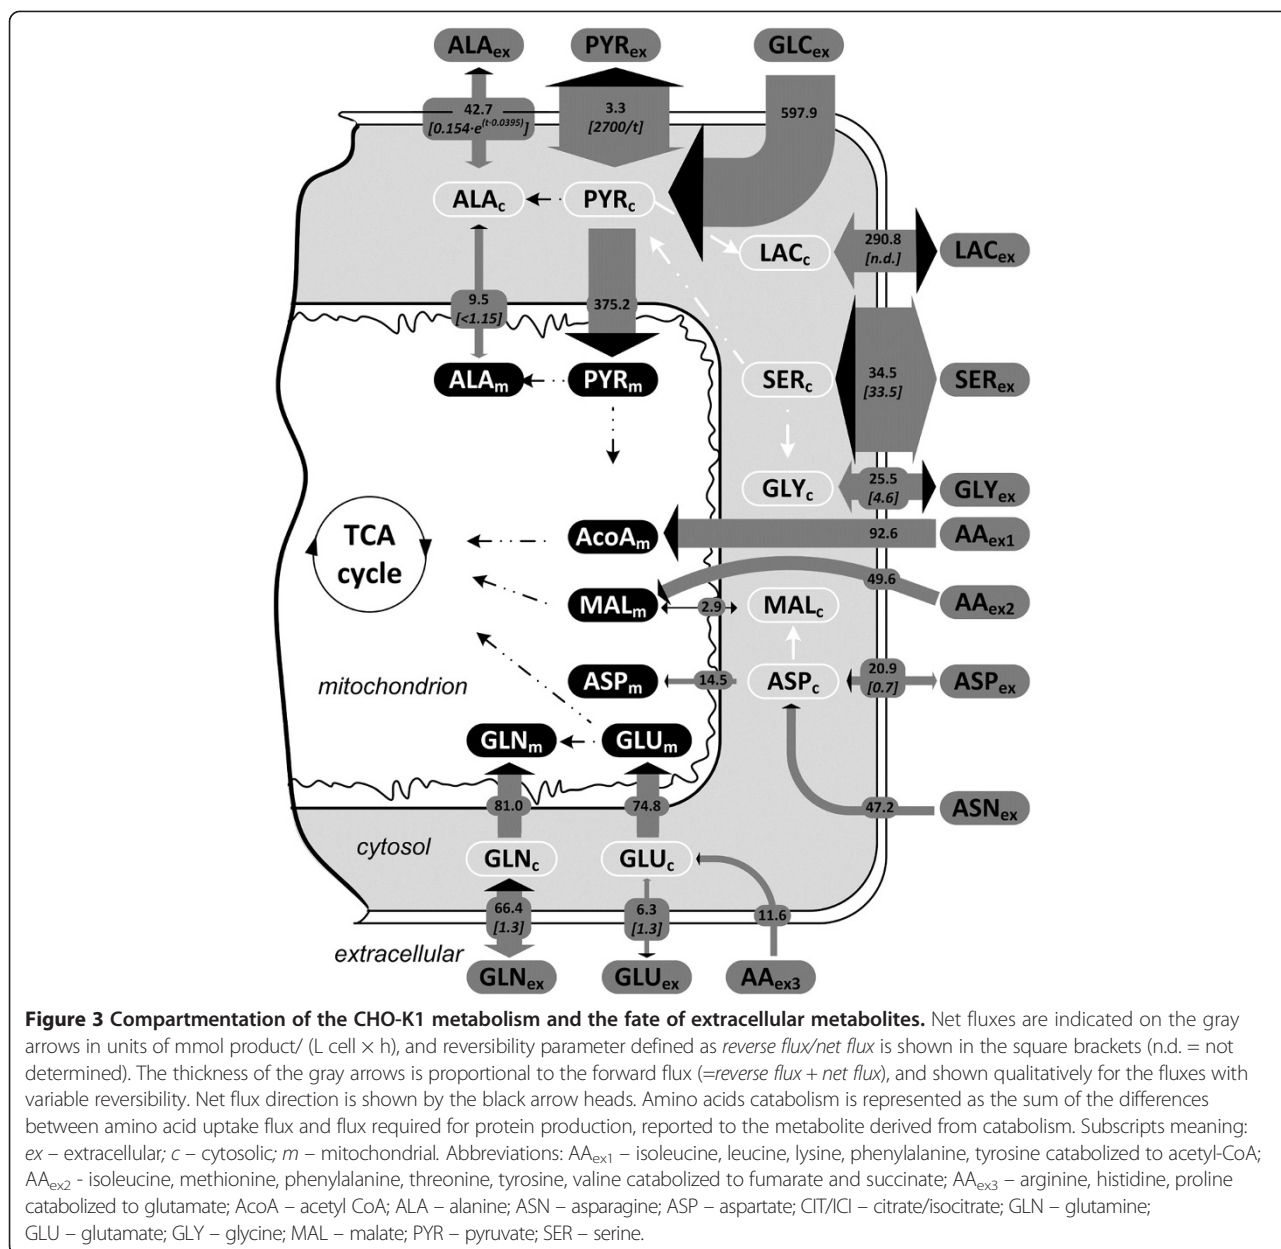 ALAex PYRex GLCex
42.7
[0.154·e(t·0.0395)]
3.3
[2700/t]
597.9
ALAc PYRc
LACc
290.8
[n.d.]
LACex
9.5
[<1.15]
375.2
ALAm PYRm
SERc
34.5
[33.5]
SERex
GLYc
25.5
[4.6]
GLYex
TCA
cycle
AcoAm
92.6
AAex1
49.6
MALm
2.9
MALc
AAex2
mitochondrion
ASPm
14.5
ASPc
20.9
[0.7]
ASPex
GLNm GLUm
81.0
74.8
47.2
ASNex
cytosol
GLNc GLUc
66.4
[1.3]
6.3
[1.3]
11.6
extracellular
GLNex GLUex AAex3
Figure 3 Compartmentation of the CHO-K1 metabolism and the fate of extracellular metabolites. Net fluxes are indicated on the gray
arrows in units of mmol product/ (L cell × h), and reversibility parameter defined as reverse flux/net flux is shown in the square brackets (n.d. = not
determined). The thickness of the gray arrows is proportional to the forward flux (=reverse flux + net flux), and shown qualitatively for the fluxes with
variable reversibility. Net flux direction is shown by the black arrow heads. Amino acids catabolism is represented as the sum of the differences
between amino acid uptake flux and flux required for protein production, reported to the metabolite derived from catabolism. Subscripts meaning:
ex – extracellular; c – cytosolic; m – mitochondrial. Abbreviations: AAex1 – isoleucine, leucine, lysine, phenylalanine, tyrosine catabolized to acetyl-CoA;
AAex2 - isoleucine, methionine, phenylalanine, threonine, tyrosine, valine catabolized to fumarate and succinate; AAex3 – arginine, histidine, proline
catabolized to glutamate; AcoA – acetyl CoA; ALA – alanine; ASN – asparagine; ASP – aspartate; CIT/ICI – citrate/isocitrate; GLN – glutamine;
GLU – glutamate; GLY – glycine; MAL – malate; PYR – pyruvate; SER – serine.